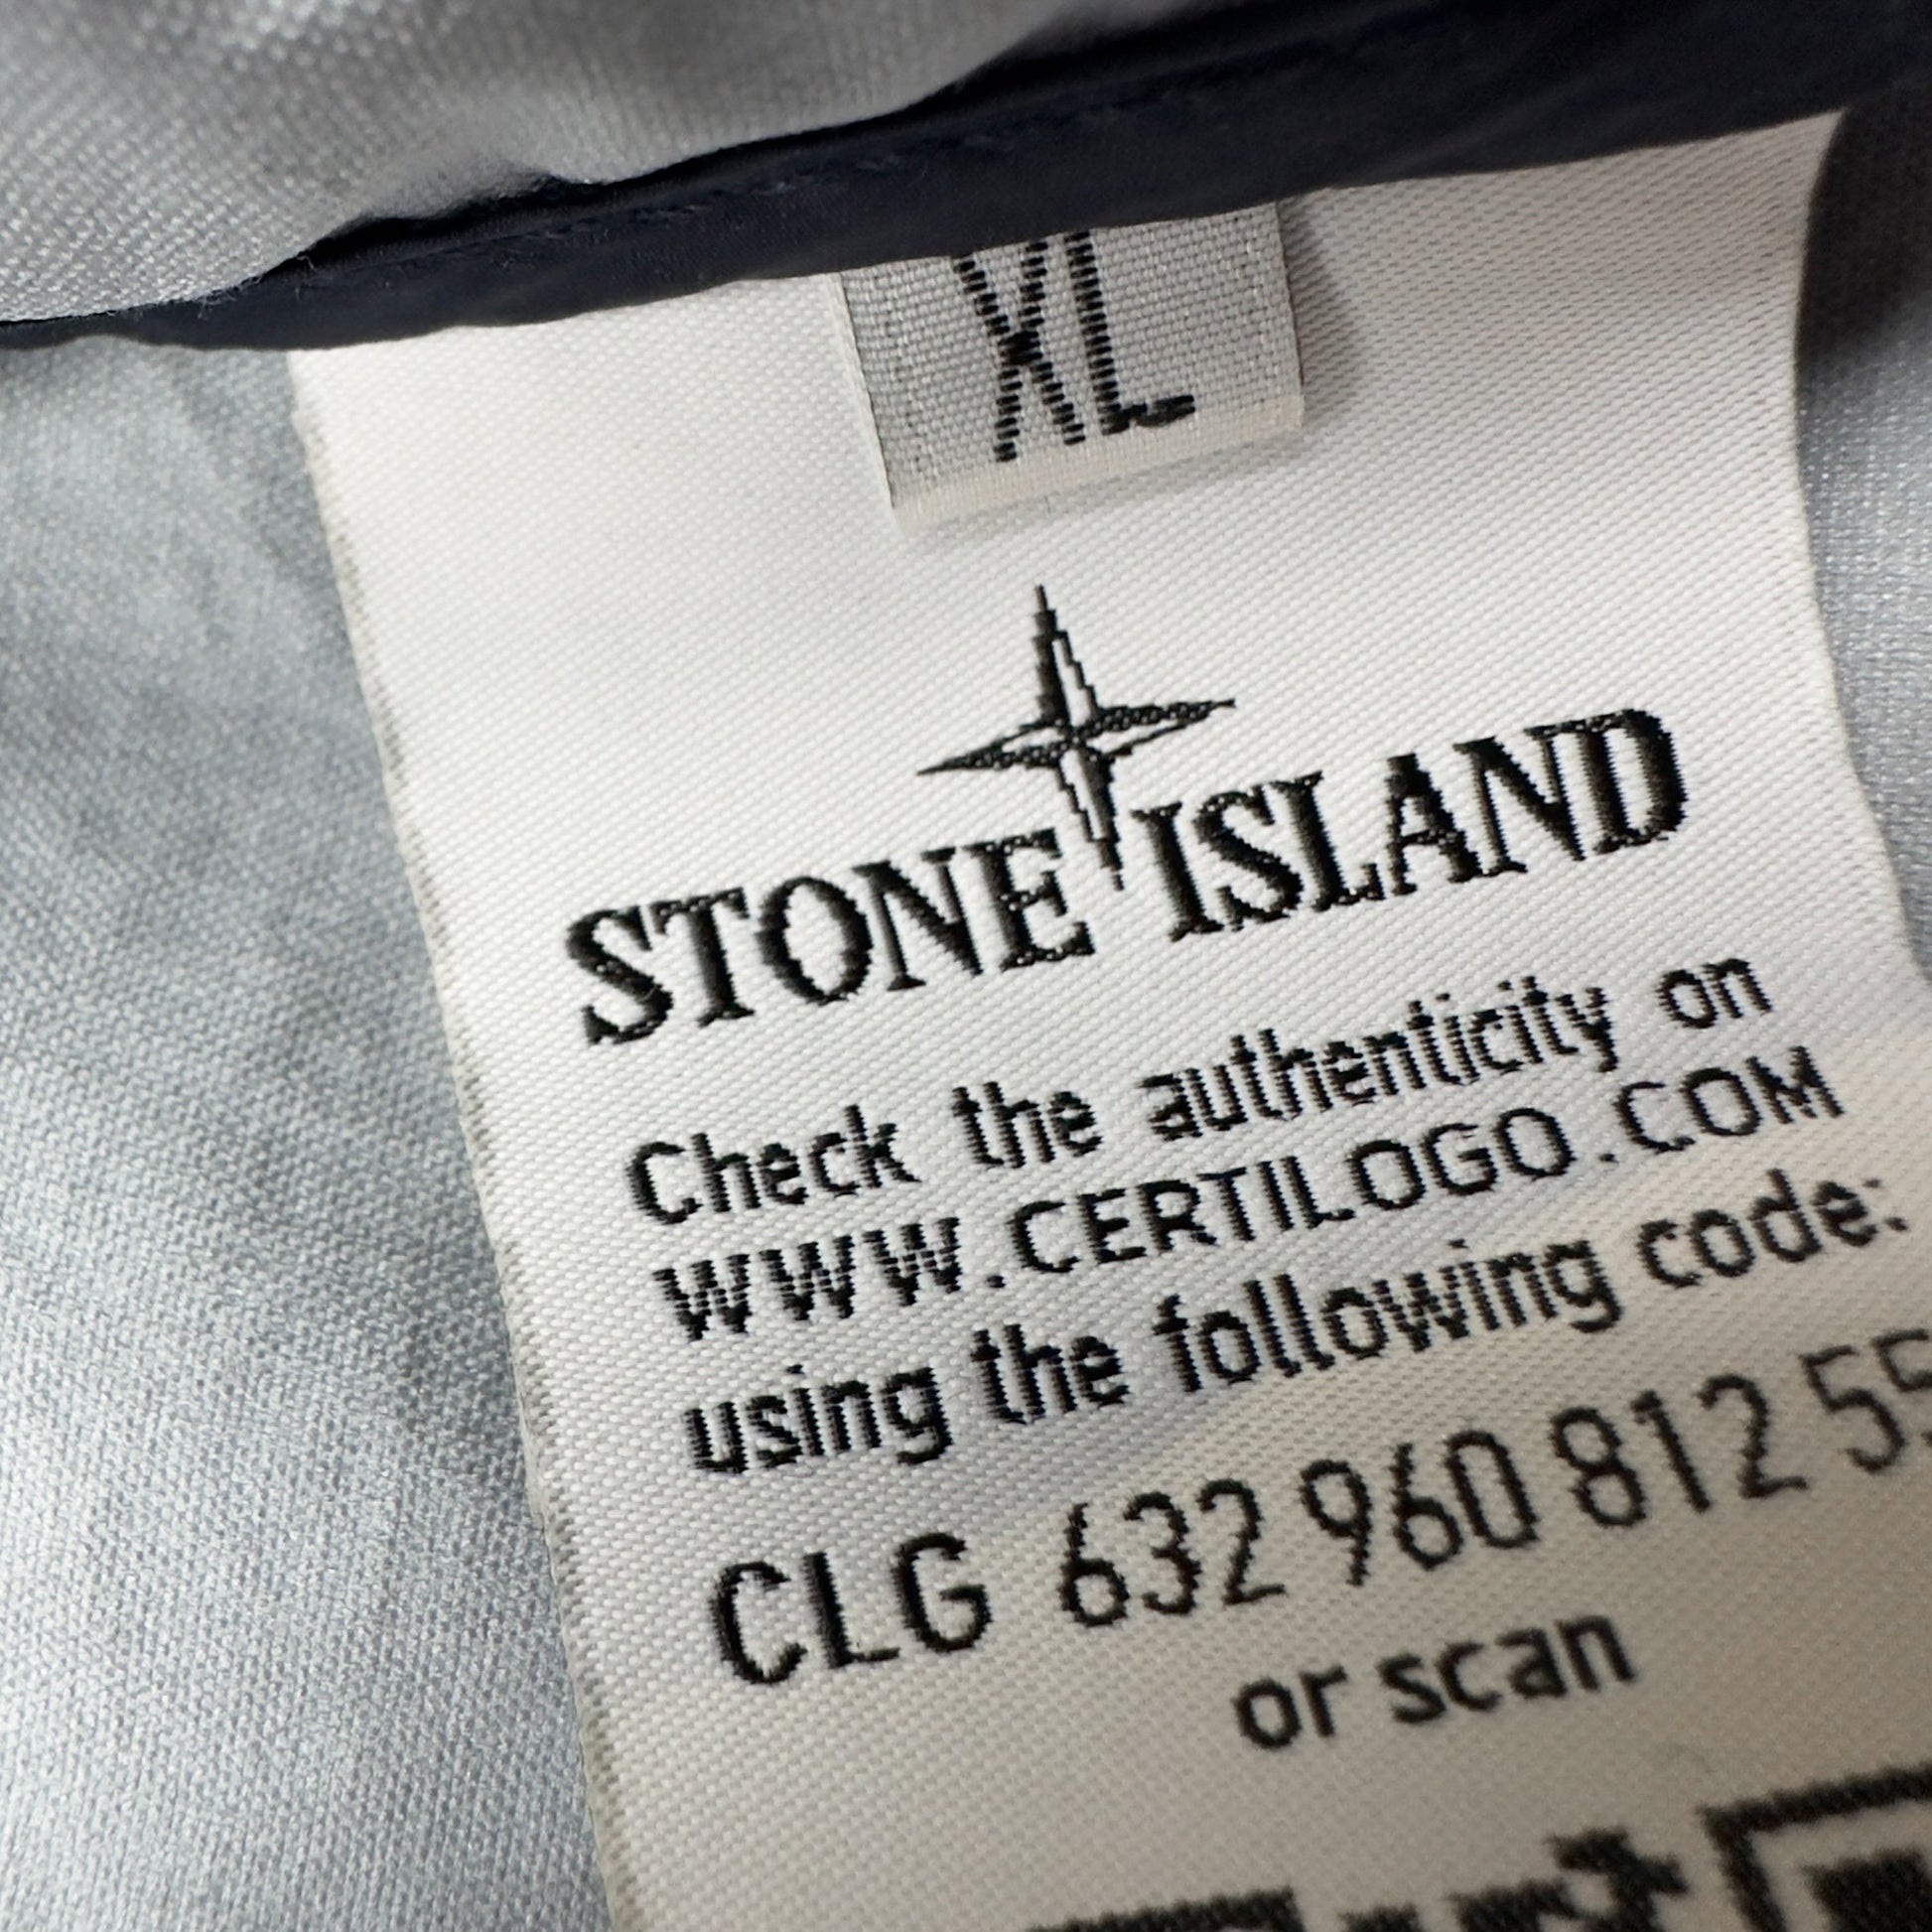 XL
STONE ISLAND
Check the authenticity on
WWW.CERTILOGO.COM
using the following code:
CLG 632 960 812 55
or scan